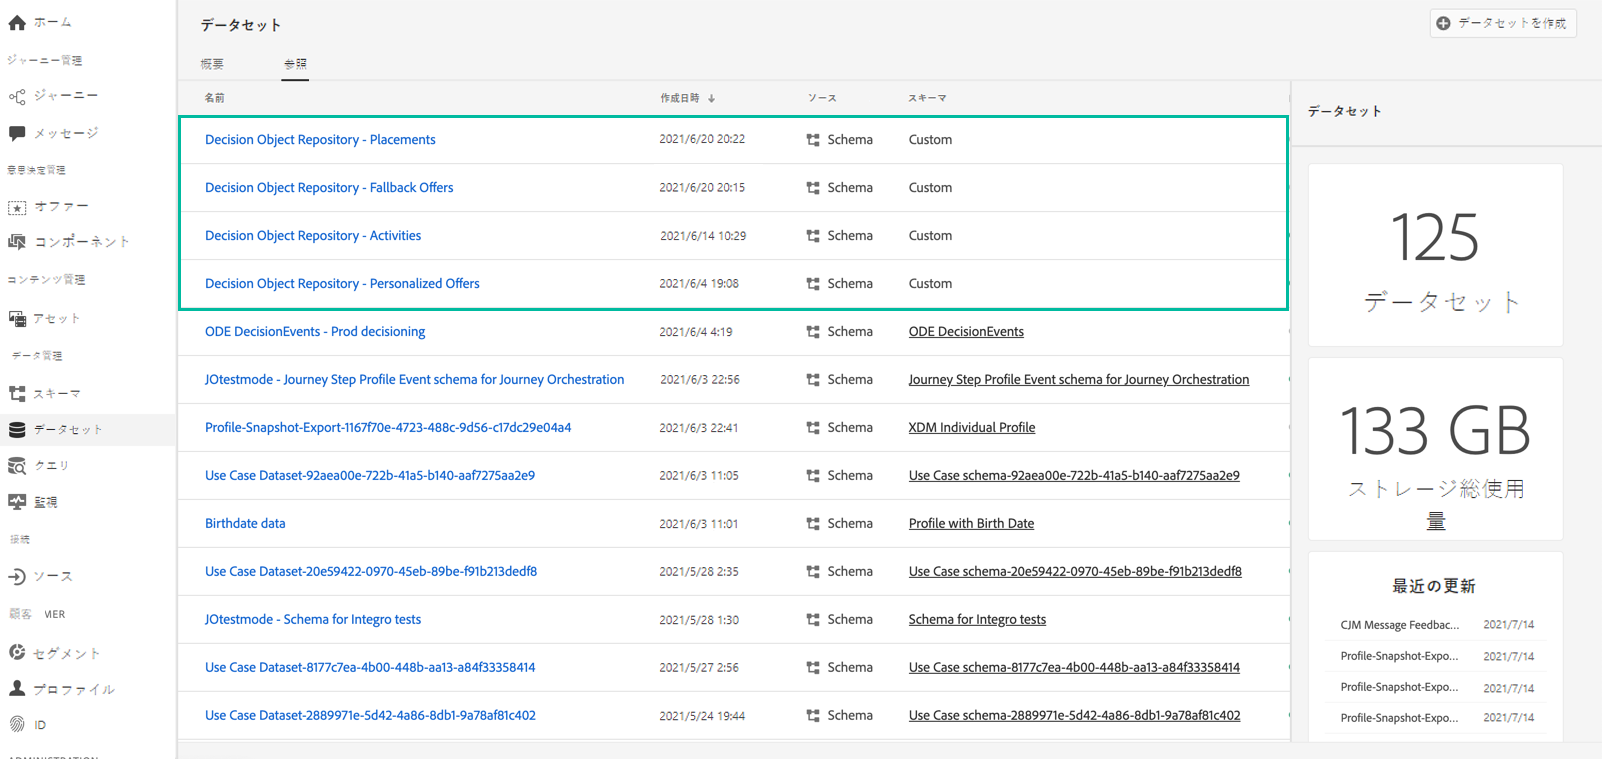 ホーム
ジャーニー管理
ジャーニー
メッセージ
意思決定管理
オファー
コンポーネント
コンテンツ管理
アセット
データ管理
スキーマ
データセット
クエリ
監視
接続
ソース
顧客 MER
セグメント
プロファイル
ID
データセット
データセットを作成
概要 参照
名前 作成日時 ↓ ソース スキーマ
Decision Object Repository - Placements 2021/6/20 20:22 Schema Custom
Decision Object Repository - Fallback Offers 2021/6/20 20:15 Schema Custom
Decision Object Repository - Activities 2021/6/14 10:29 Schema Custom
Decision Object Repository - Personalized Offers 2021/6/4 19:08 Schema Custom
ODE DecisionEvents - Prod decisioning 2021/6/4 4:19 Schema ODE DecisionEvents
JOtestmode - Journey Step Profile Event schema for Journey Orchestration 2021/6/3 22:56 Schema Journey Step Profile Event schema for Journey Orchestration
Profile-Snapshot-Export-1167f70e-4723-488c-9d56-c17dc29e04a4 2021/6/3 22:41 Schema XDM Individual Profile
Use Case Dataset-92aea00e-722b-41a5-b140-aaf7275aa2e9 2021/6/3 11:05 Schema Use Case schema-92aea00e-722b-41a5-b140-aaf7275aa2e9
Birthdate data 2021/6/3 11:01 Schema Profile with Birth Date
Use Case Dataset-20e59422-0970-45eb-89be-f91b213dedf8 2021/5/28 2:35 Schema Use Case schema-20e59422-0970-45eb-89be-f91b213dedf8
JOtestmode - Schema for Integro tests 2021/5/28 1:30 Schema Schema for Integro tests
Use Case Dataset-8177c7ea-4b00-448b-aa13-a84f33358414 2021/5/27 2:56 Schema Use Case schema-8177c7ea-4b00-448b-aa13-a84f33358414
Use Case Dataset-2889971e-5d42-4a86-8db1-9a78af81c402 2021/5/24 19:44 Schema Use Case schema-2889971e-5d42-4a86-8db1-9a78af81c402
データセット
125
データセット
133 GB
ストレージ総使用
量
最近の更新
CJM Message Feedbac... 2021/7/14
Profile-Snapshot-Expo... 2021/7/14
Profile-Snapshot-Expo... 2021/7/14
Profile-Snapshot-Expo... 2021/7/14